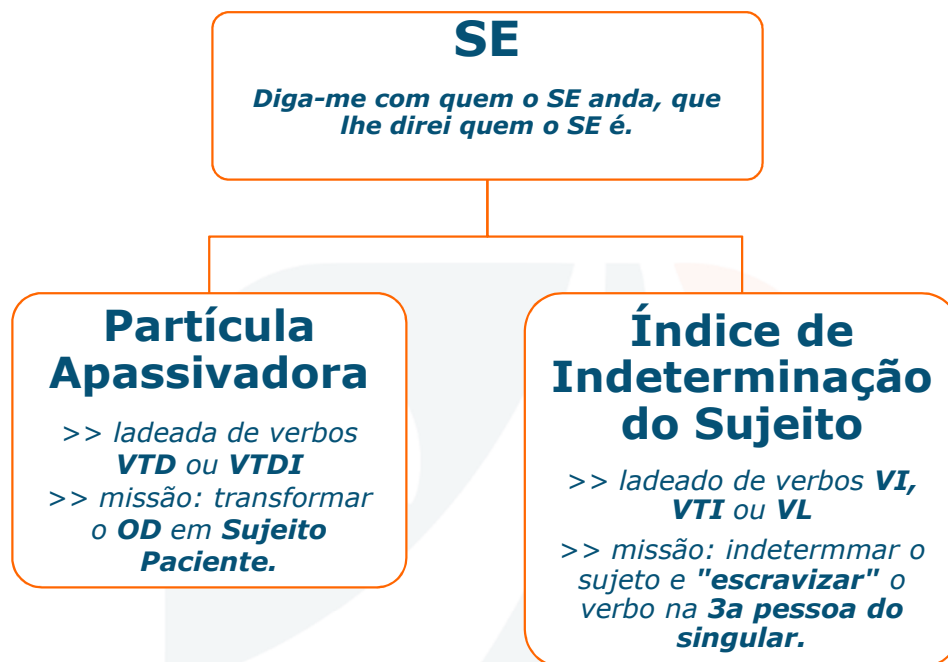 SE
Diga-me com quem o SE anda, que
lhe direi quem o SE é.
Partícula
Apassivadora
>> ladeada de verbos
VTD ou VTDI
>> missão: transformar
o OD em Sujeito
Paciente.
Índice de
Indeterminação
do Sujeito
>> ladeado de verbos VI,
VTI ou VL
>> missão: indetermmar o
sujeto e "escravizar" o
verbo na 3a pessoa do
singular.